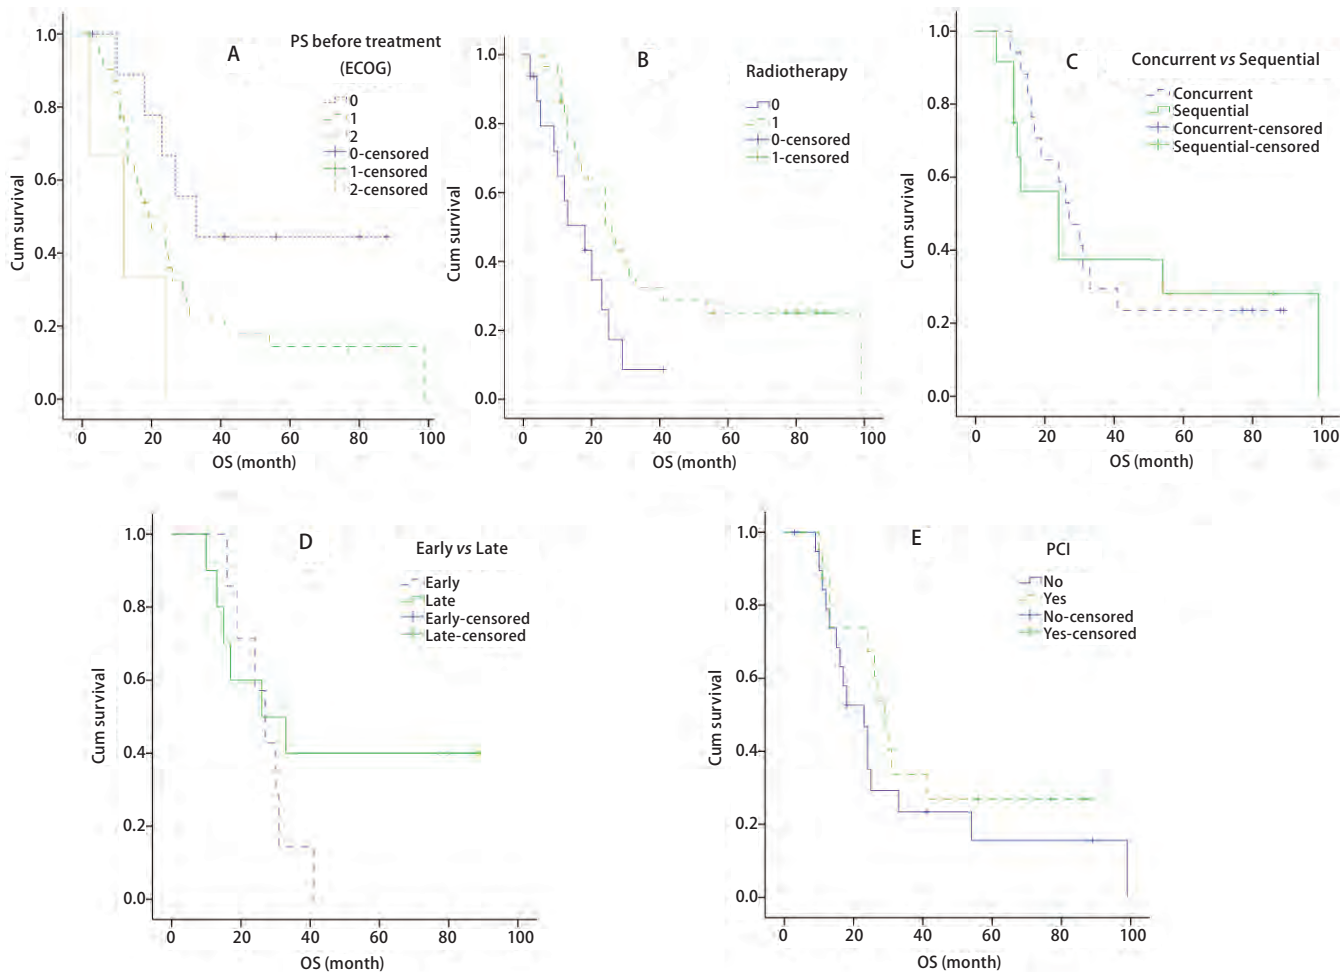 A
PS before treatment
(ECOG)
0
1
2
0-censored
1-censored
2-censored
1.0
0.8
0.6
0.4
0.2
0.0
Cum survival
0 20 40 60 80 100
OS (month)
B
Radiotherapy
0
1
0-censored
1-censored
1.0
0.8
0.6
0.4
0.2
0.0
Cum survival
0 20 40 60 80 100
OS (month)
C
Concurrent vs Sequential
Concurrent
Sequential
Concurrent-censored
Sequential-censored
1.0
0.8
0.6
0.4
0.2
0.0
Cum survival
0 20 40 60 80 100
OS (month)
D
Early vs Late
Early
Late
Early-censored
Late-censored
1.0
0.8
0.6
0.4
0.2
0.0
Cum survival
0 20 40 60 80 100
OS (month)
E
PCI
No
Yes
No-censored
Yes-censored
1.0
0.8
0.6
0.4
0.2
0.0
Cum survival
0 20 40 60 80 100
OS (month)